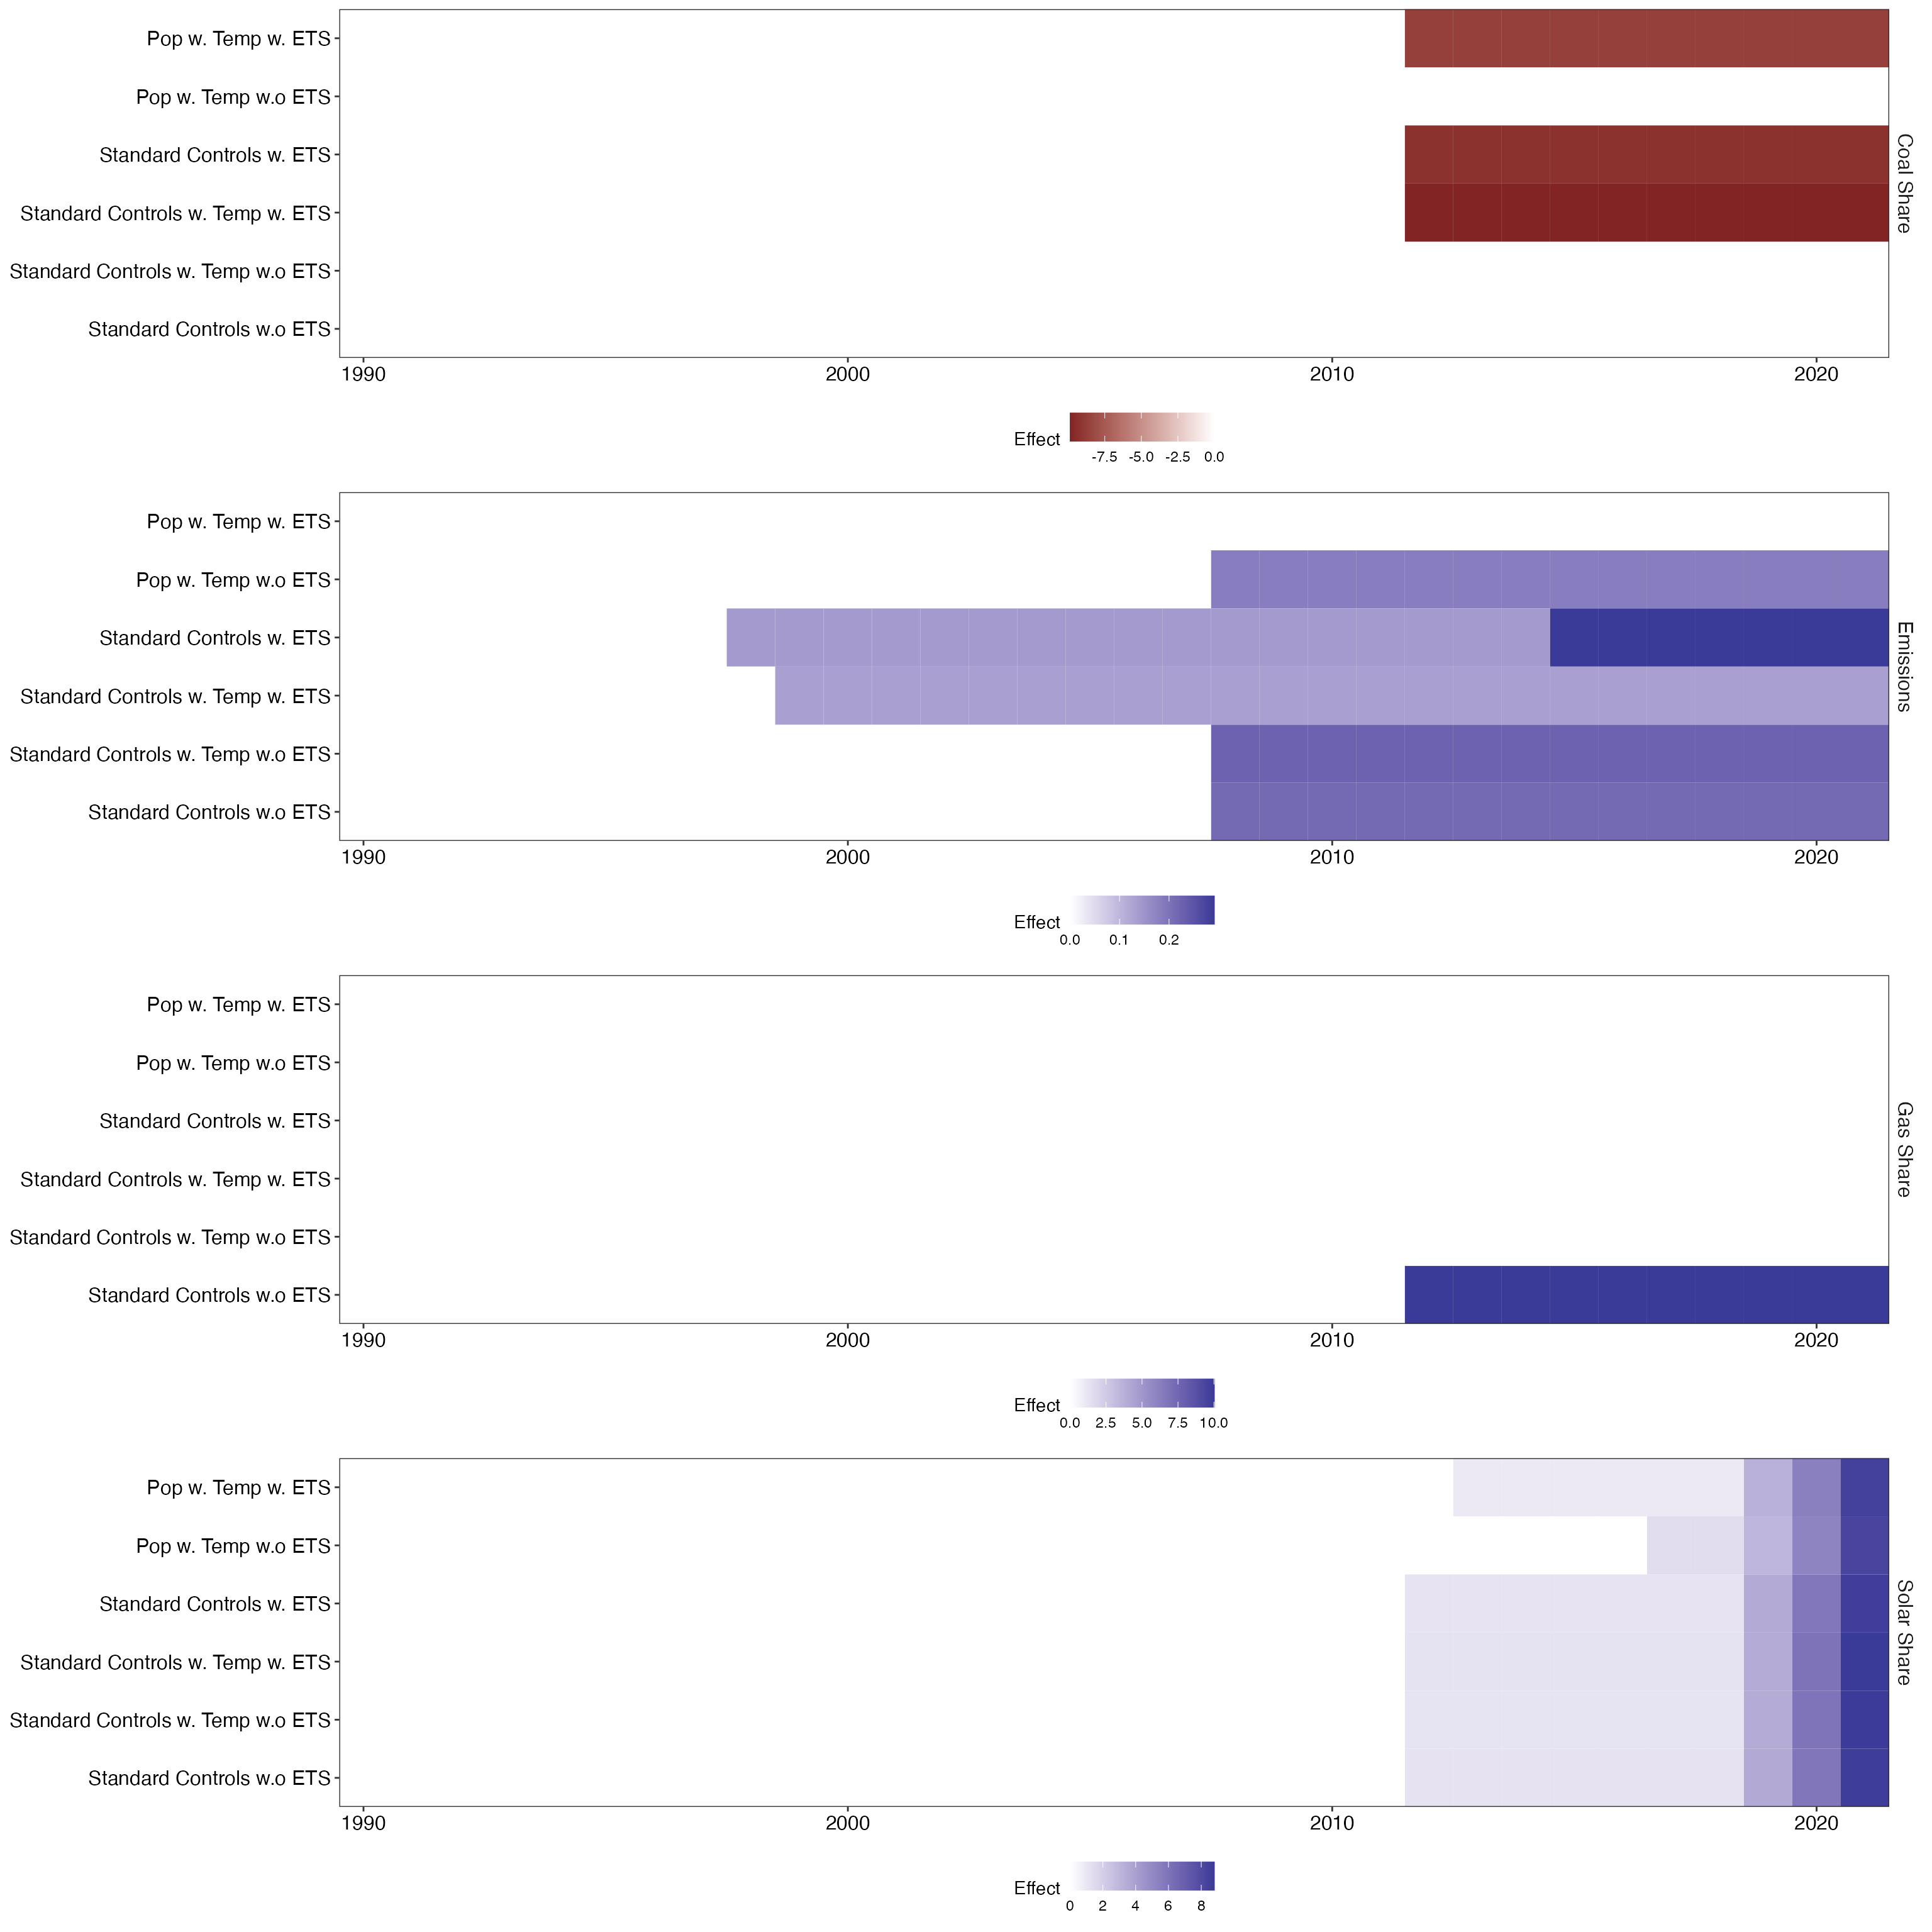 Pop w. Temp w. ETS
Pop w. Temp w.o ETS
Standard Controls w. ETS
Standard Controls w. Temp w. ETS
Standard Controls w. Temp w.o ETS
Standard Controls w.o ETS
Coal Share
1990 2000 2010 2020
Effect
-7.5 -5.0 -2.5 0.0
Pop w. Temp w. ETS
Pop w. Temp w.o ETS
Standard Controls w. ETS
Standard Controls w. Temp w. ETS
Standard Controls w. Temp w.o ETS
Standard Controls w.o ETS
Emissions
1990 2000 2010 2020
Effect
0.0 0.1 0.2
Pop w. Temp w. ETS
Pop w. Temp w.o ETS
Standard Controls w. ETS
Standard Controls w. Temp w. ETS
Standard Controls w. Temp w.o ETS
Standard Controls w.o ETS
Gas Share
1990 2000 2010 2020
Effect
0.0 2.5 5.0 7.5 10.0
Pop w. Temp w. ETS
Pop w. Temp w.o ETS
Standard Controls w. ETS
Standard Controls w. Temp w. ETS
Standard Controls w. Temp w.o ETS
Standard Controls w.o ETS
Solar Share
1990 2000 2010 2020
Effect
0 2 4 6 8